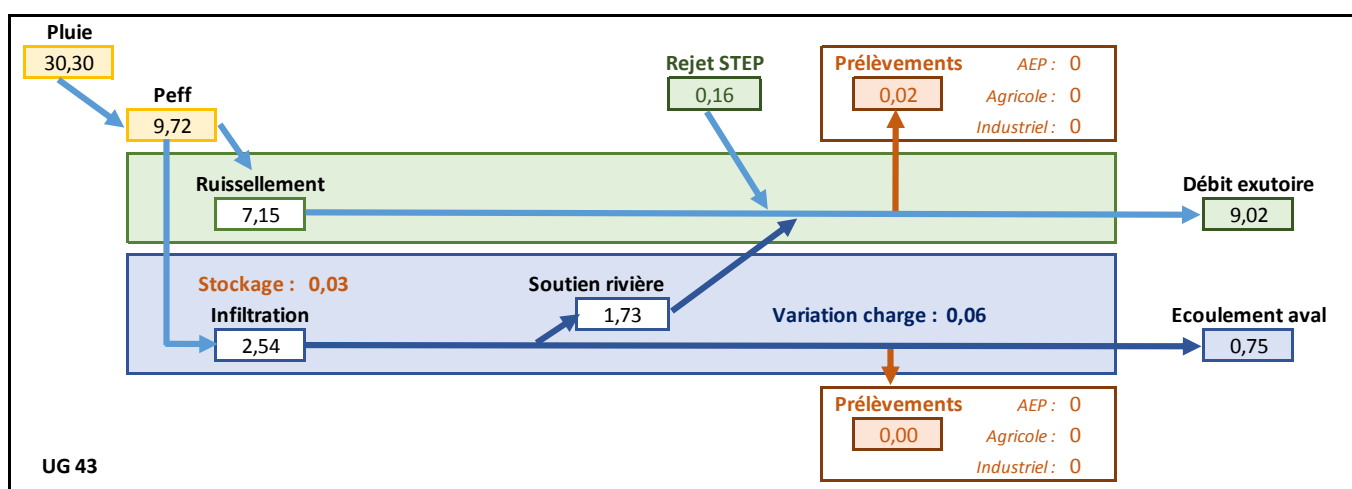 Pluie
30,30
Peff
9,72
Rejet STEP
0,16
Prélèvements
0,02
AEP : 0
Agricole : 0
Industriel : 0
Ruissellement
7,15
Débit exutoire
9,02
Stockage : 0,03
Infiltration
2,54
Soutien rivière
1,73
Variation charge : 0,06
Ecoulement aval
0,75
Prélèvements
0,00
AEP : 0
Agricole : 0
Industriel : 0
UG 43